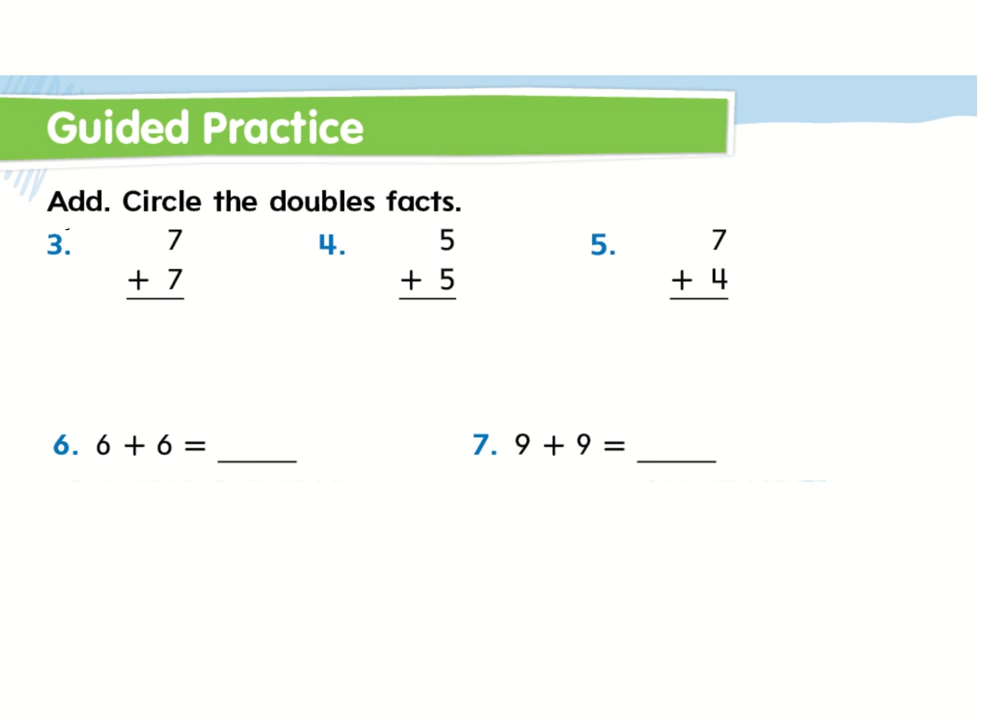 Guided Practice
Add. Circle the doubles facts.
3. 7 4. 5 5. 7
+ 7 + 5 + 4
6. 6 + 6 = _____ 7. 9 + 9 = _____